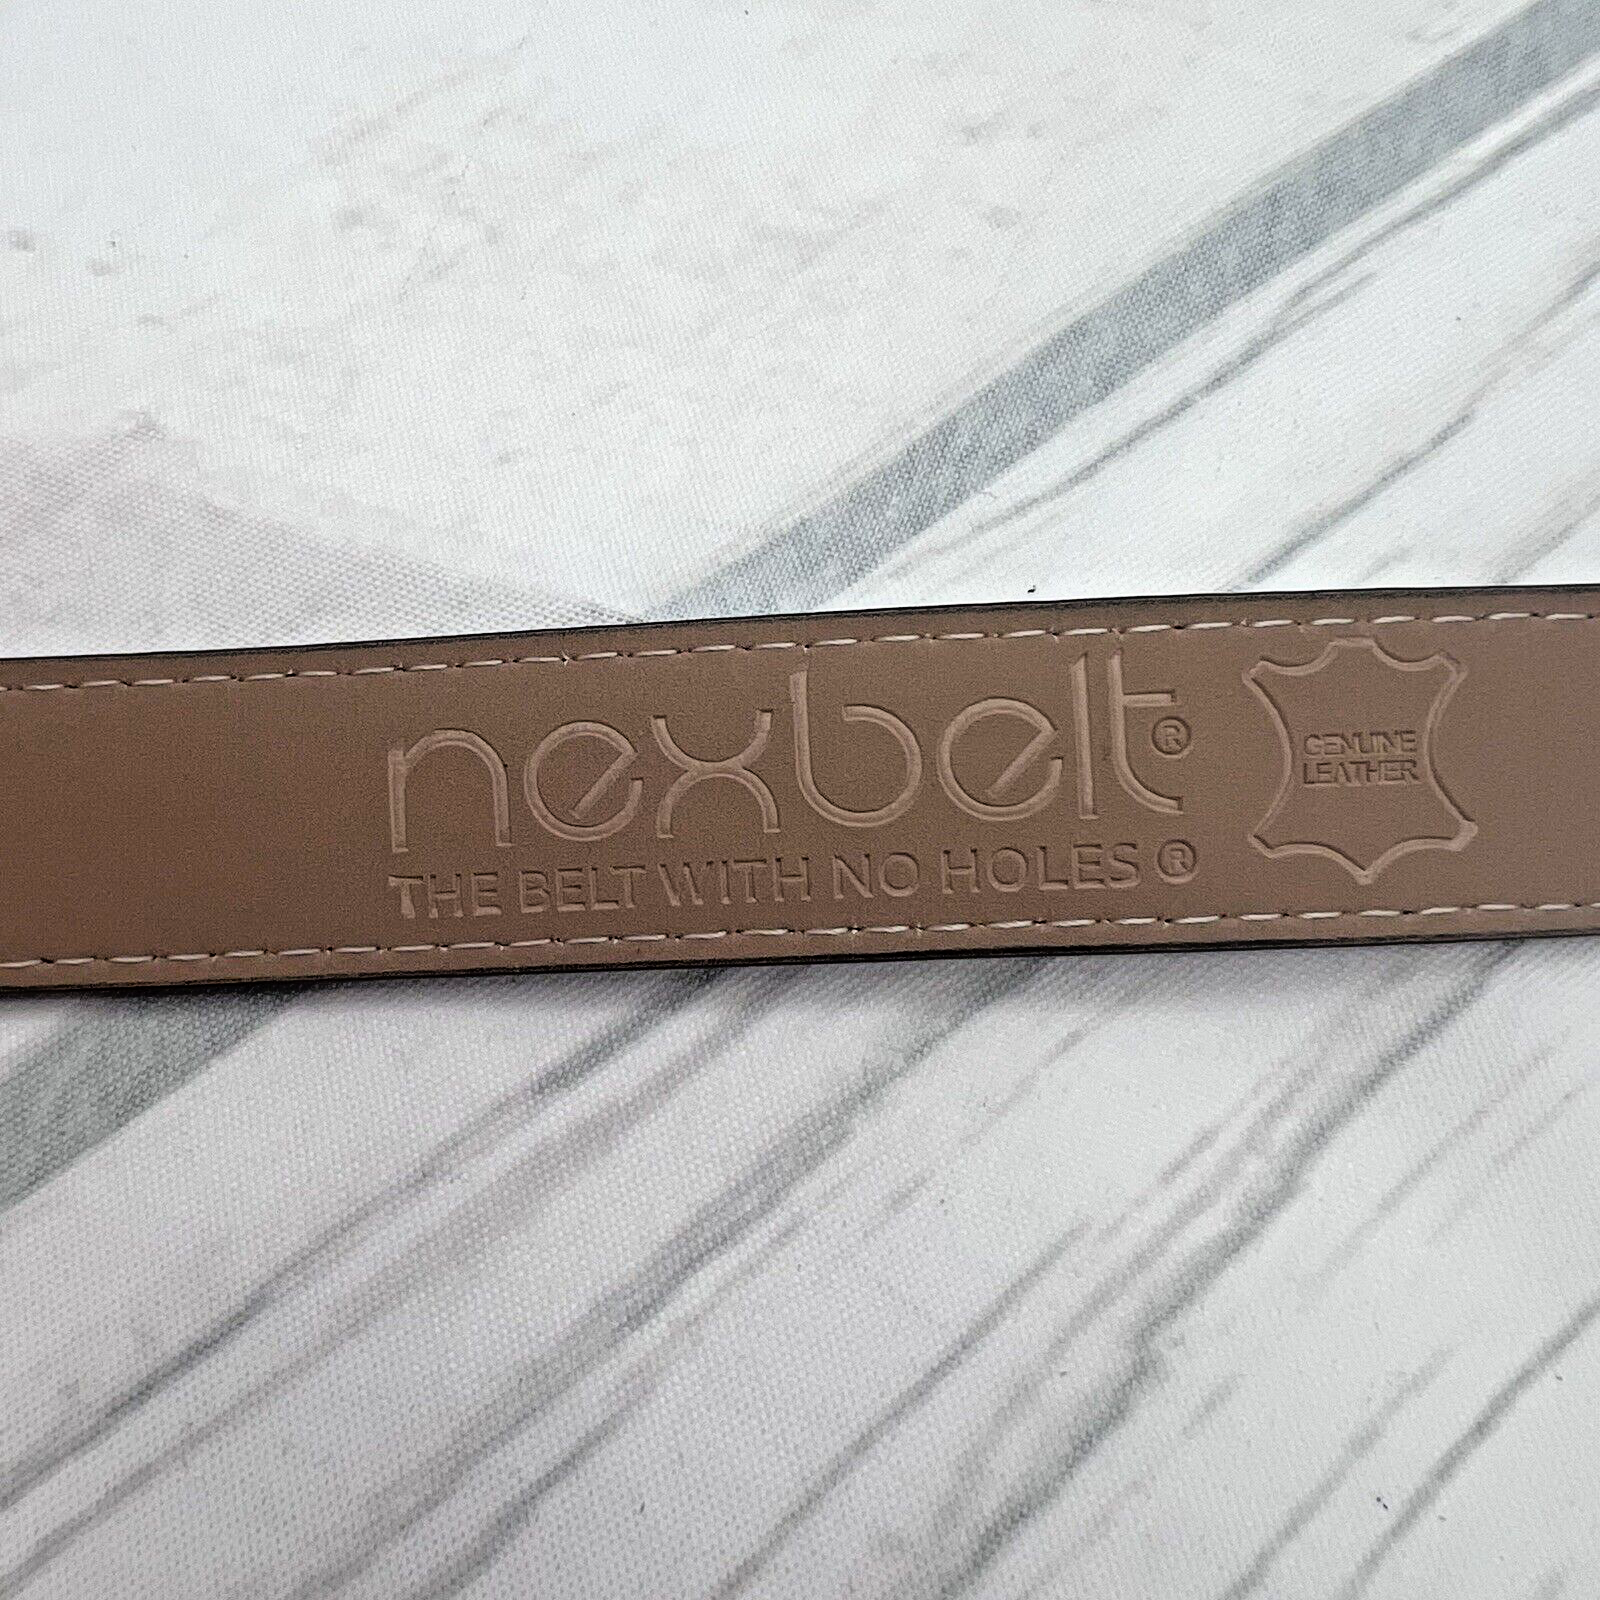 nexbelt®
THE BELT WITH NO HOLES ®
GENUINE
LEATHER